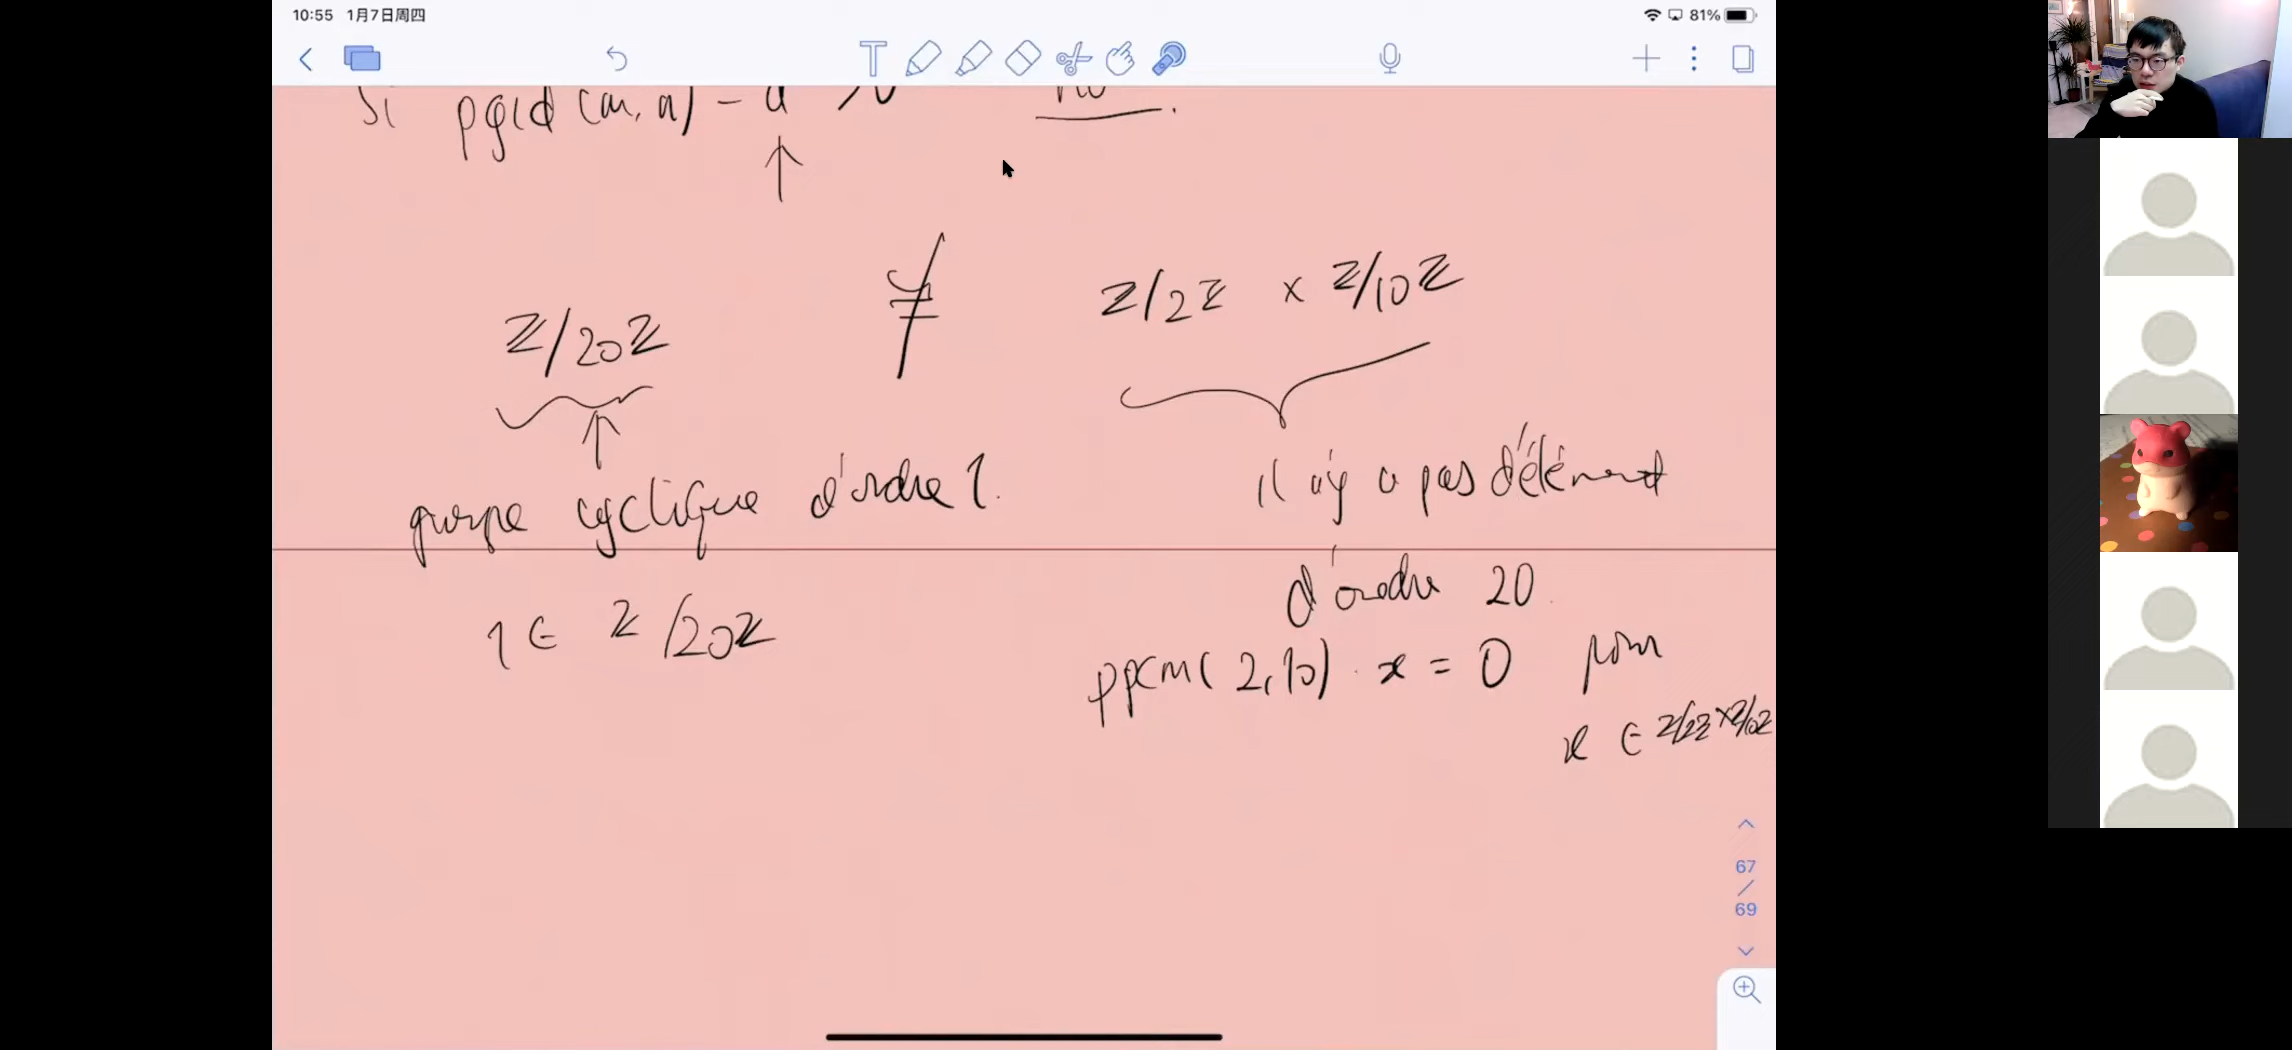 10:55 1月7日周四
81%
Si pgcd (m, n) = d
Z/20Z ≄ Z/2Z × Z/10Z
groupe cyclique d'ordre 1.
il n'y a pas d'élément
d'ordre 20.
1 ∈ Z/20Z
ppcm(2,10) · x = 0 pour
x ∈ Z/2Z × Z/10Z
67
/
69